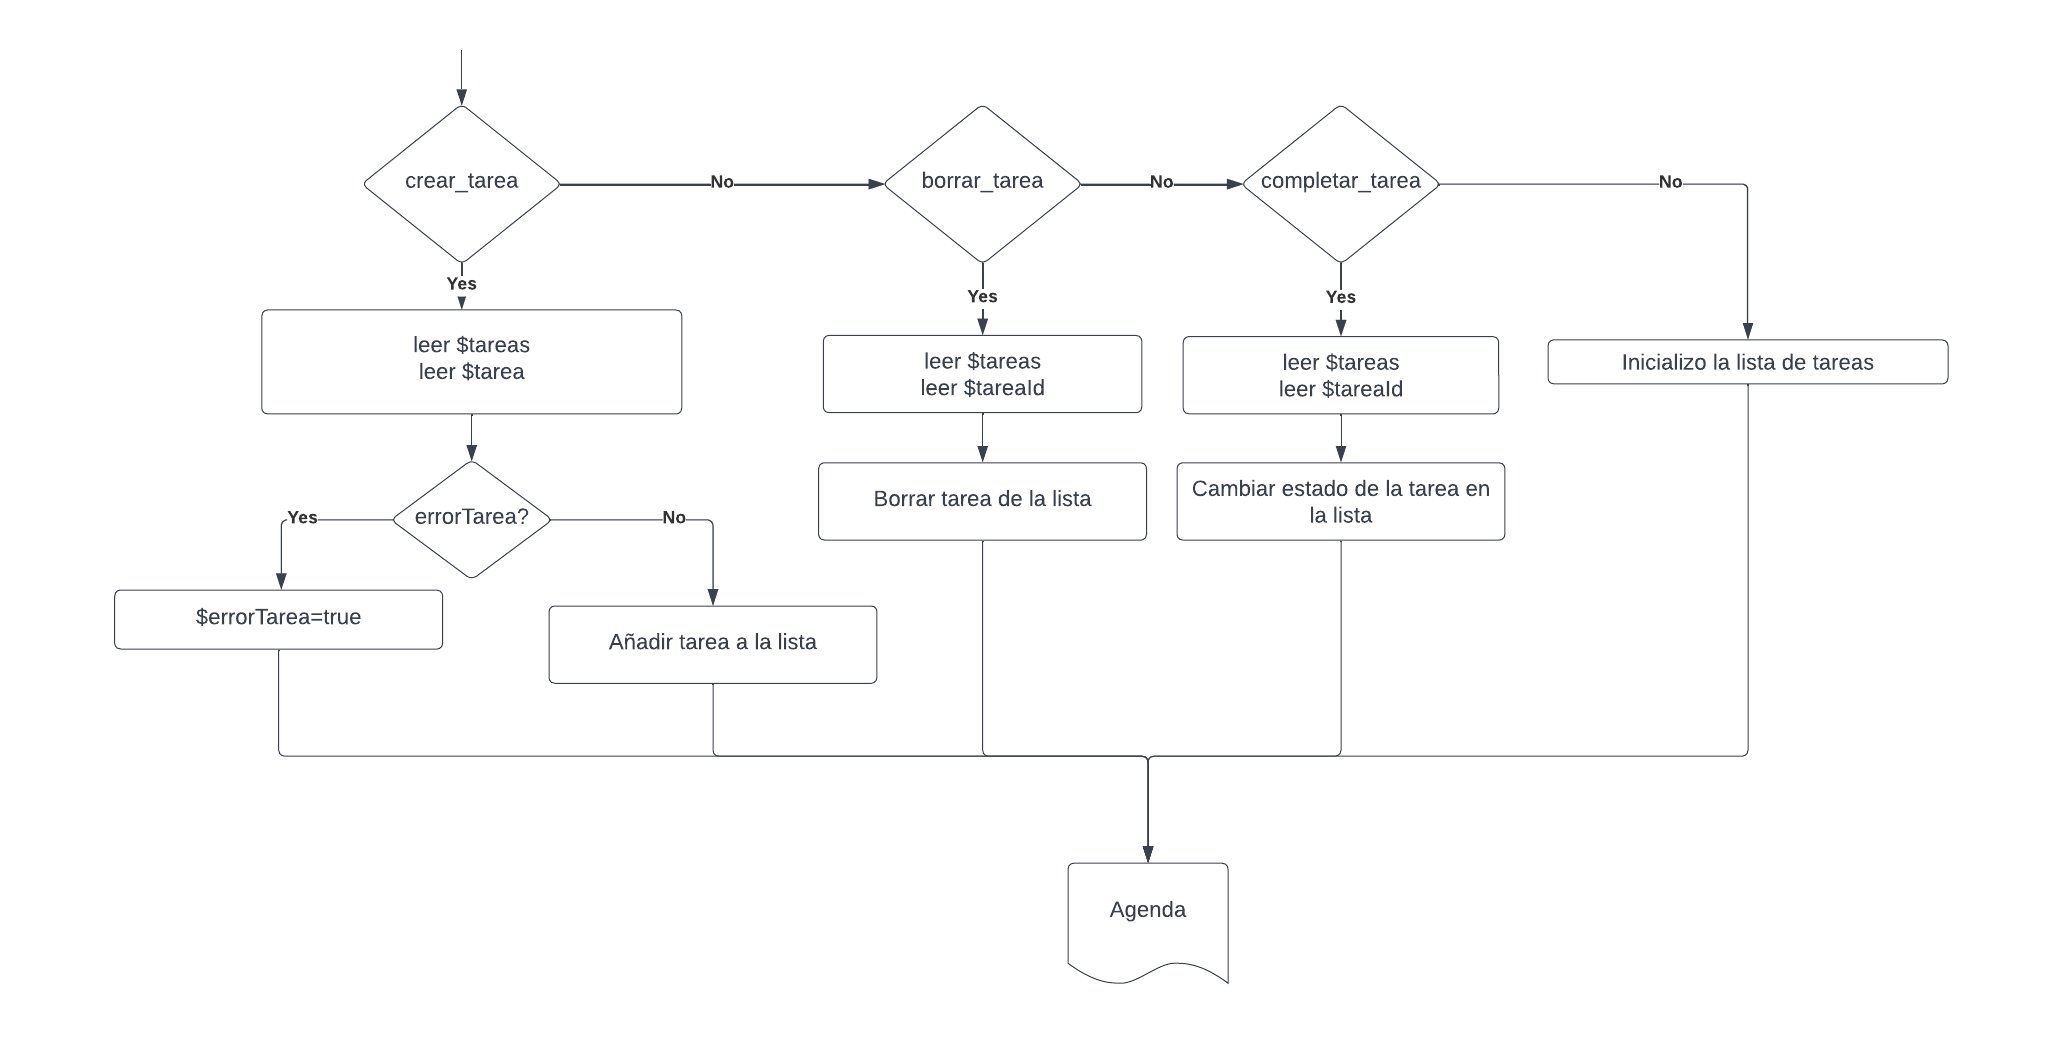 crear_tarea
No
borrar_tarea
No
completar_tarea
No
Yes
Yes
Yes
leer $tareas
leer $tarea
leer $tareas
leer $tareaId
leer $tareas
leer $tareaId
Inicializo la lista de tareas
Yes
errorTarea?
No
Borrar tarea de la lista
Cambiar estado de la tarea en
la lista
$errorTarea=true
Añadir tarea a la lista
Agenda